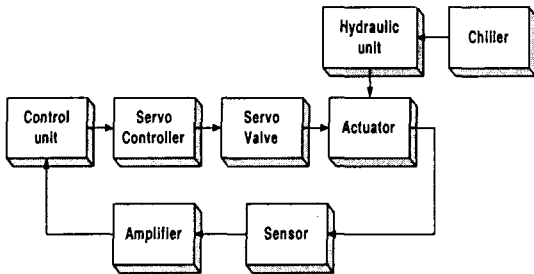 Hydraulic
unit
Chiller
Control
unit
Servo
Controller
Servo
Valve
Actuator
Amplifier
Sensor